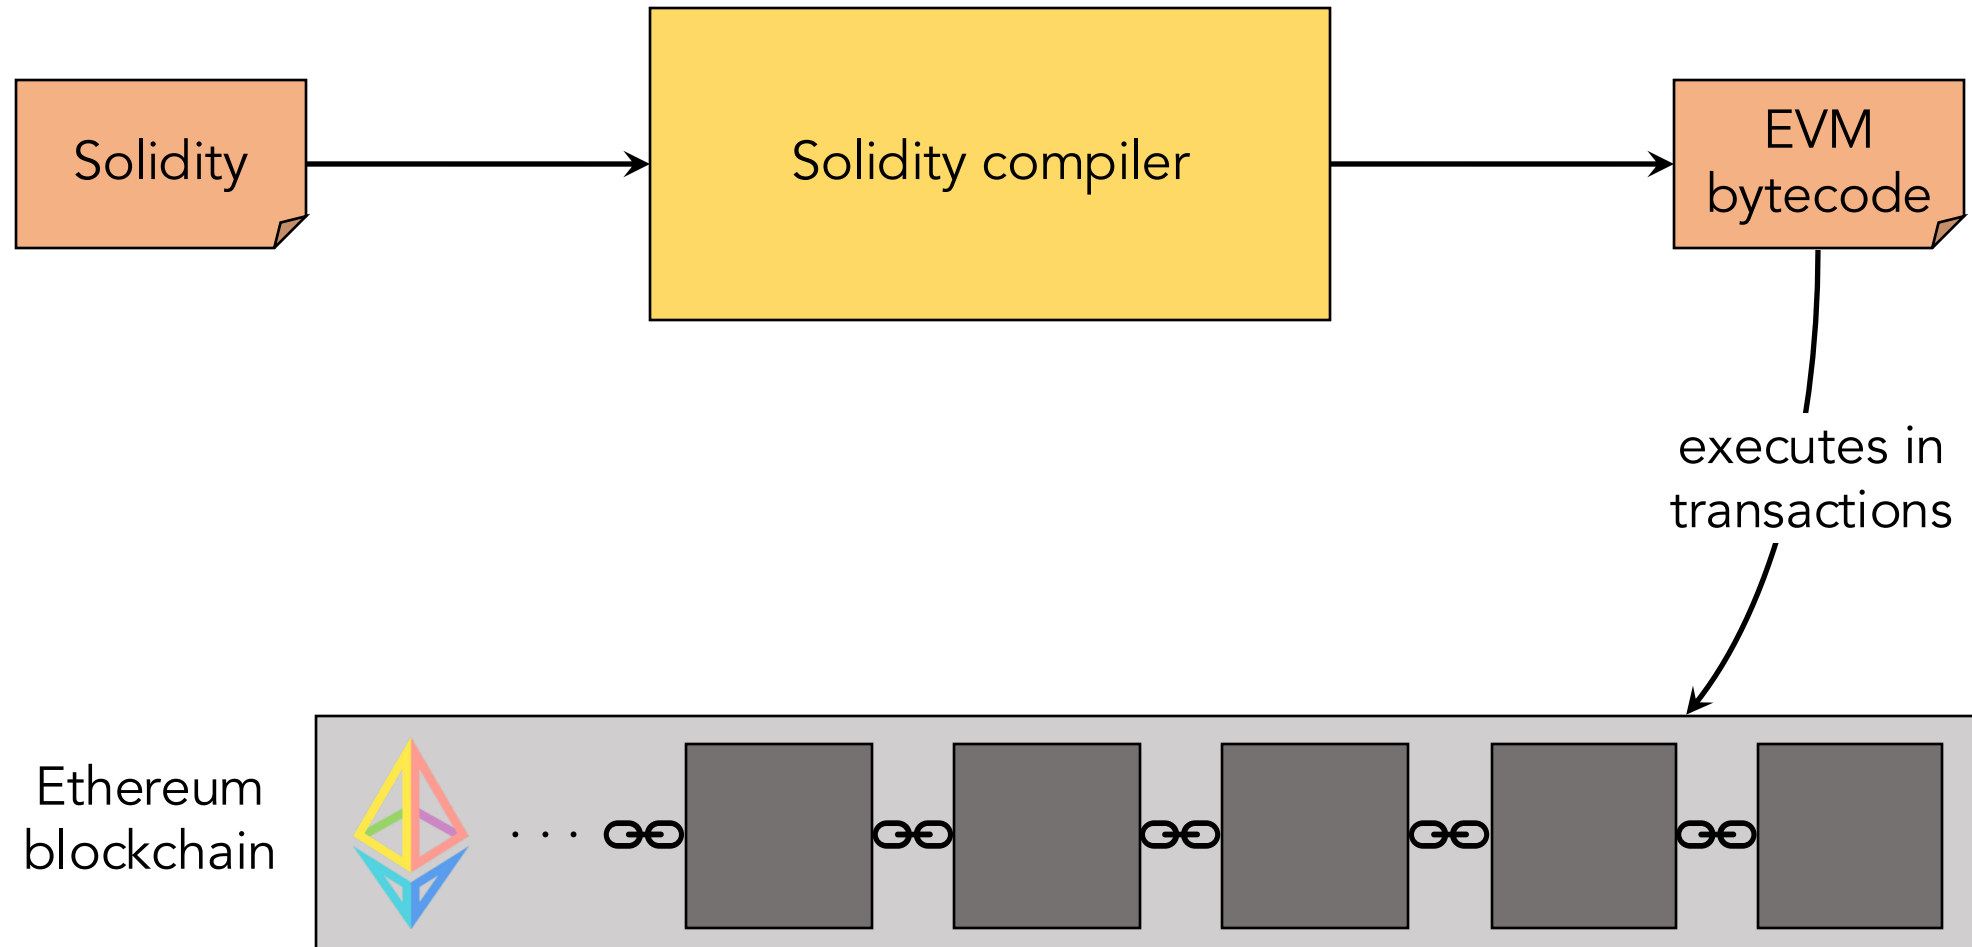 Solidity
Solidity compiler
EVM
bytecode
executes in
transactions
Ethereum
blockchain